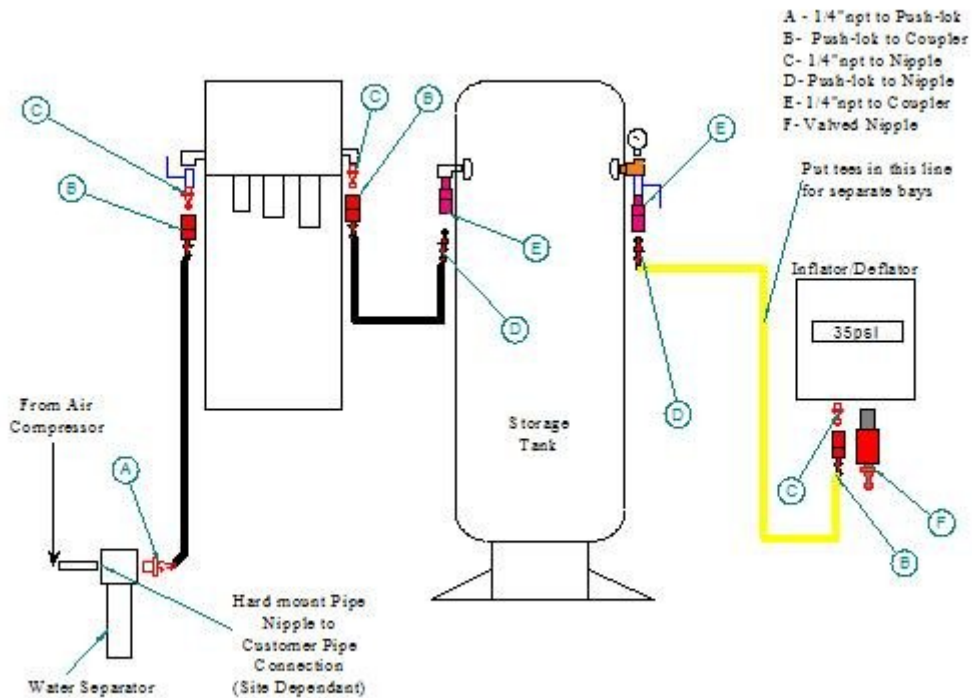 A - 1/4"npt to Push-lok
B- Push-lok to Coupler
C- 1/4"npt to Nipple
D- Push-lok to Nipple
E- 1/4"npt to Coupler
F- Valved Nipple
Put tees in this line
for separate bays
C
C
B
E
B
E
D
Inflator/Deflator
35psi
From Air
Compressor
Storage
Tank
D
A
C
F
B
Hard mount Pipe
Nipple to
Customer Pipe
Connection
(Site Dependant)
Water Separator